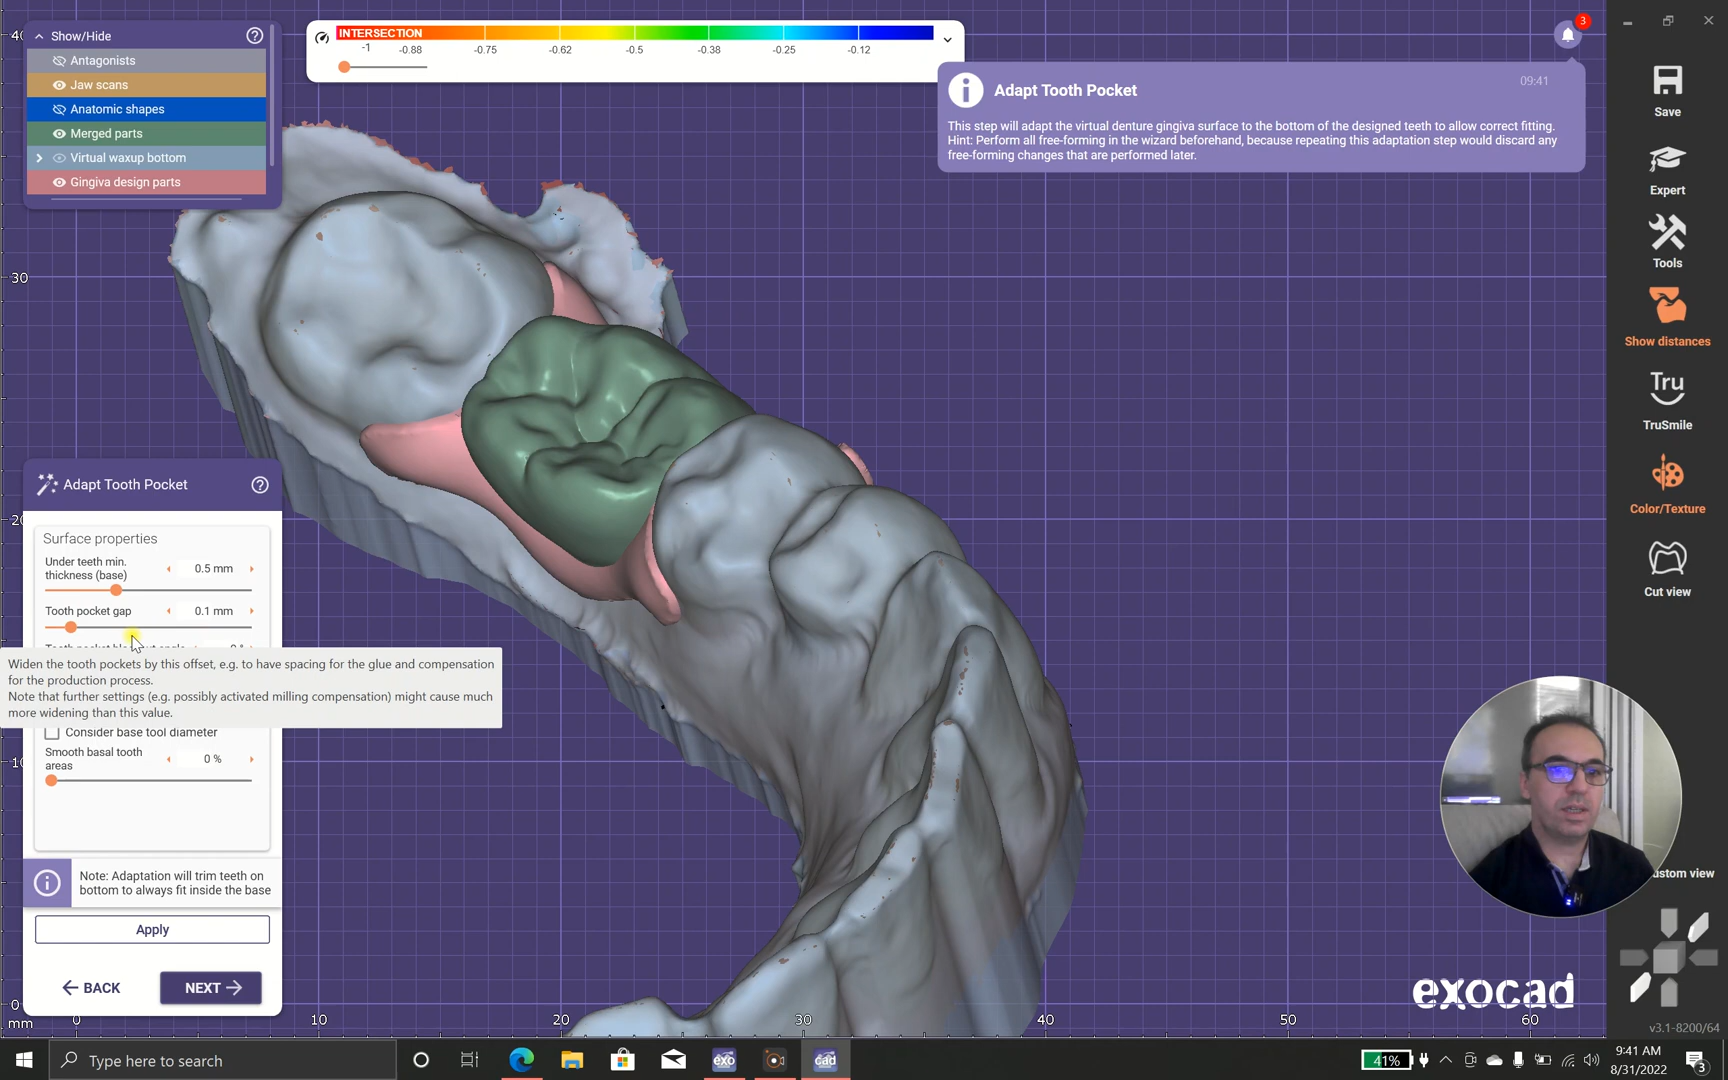 Show/Hide
Antagonists
Jaw scans
Anatomic shapes
Merged parts
Virtual waxup bottom
Gingiva design parts
INTERSECTION
-1 -0.88 -0.75 -0.62 -0.5 -0.38 -0.25 -0.12
3
Adapt Tooth Pocket
09:41
This step will adapt the virtual denture gingiva surface to the bottom of the designed teeth to allow correct fitting.
Hint: Perform all free-forming in the wizard beforehand, because repeating this adaptation step would discard any
free-forming changes that are performed later.
Save
Expert
Tools
Show distances
Tru
TruSmile
Color/Texture
Cut view
ustom view
30
Adapt Tooth Pocket
Surface properties
Under teeth min.
thickness (base)
0.5 mm
Tooth pocket gap
0.1 mm
Widen the tooth pockets by this offset, e.g. to have spacing for the glue and compensation
for the production process.
Note that further settings (e.g. possibly activated milling compensation) might cause much
more widening than this value.
Consider base tool diameter
Smooth basal tooth
areas
0 %
Note: Adaptation will trim teeth on
bottom to always fit inside the base
Apply
BACK
NEXT
mm 0 10 20 30 40 50 60
exocad
v3.1-8200/64
Type here to search
exo
cad
41%
9:41 AM
8/31/2022
3